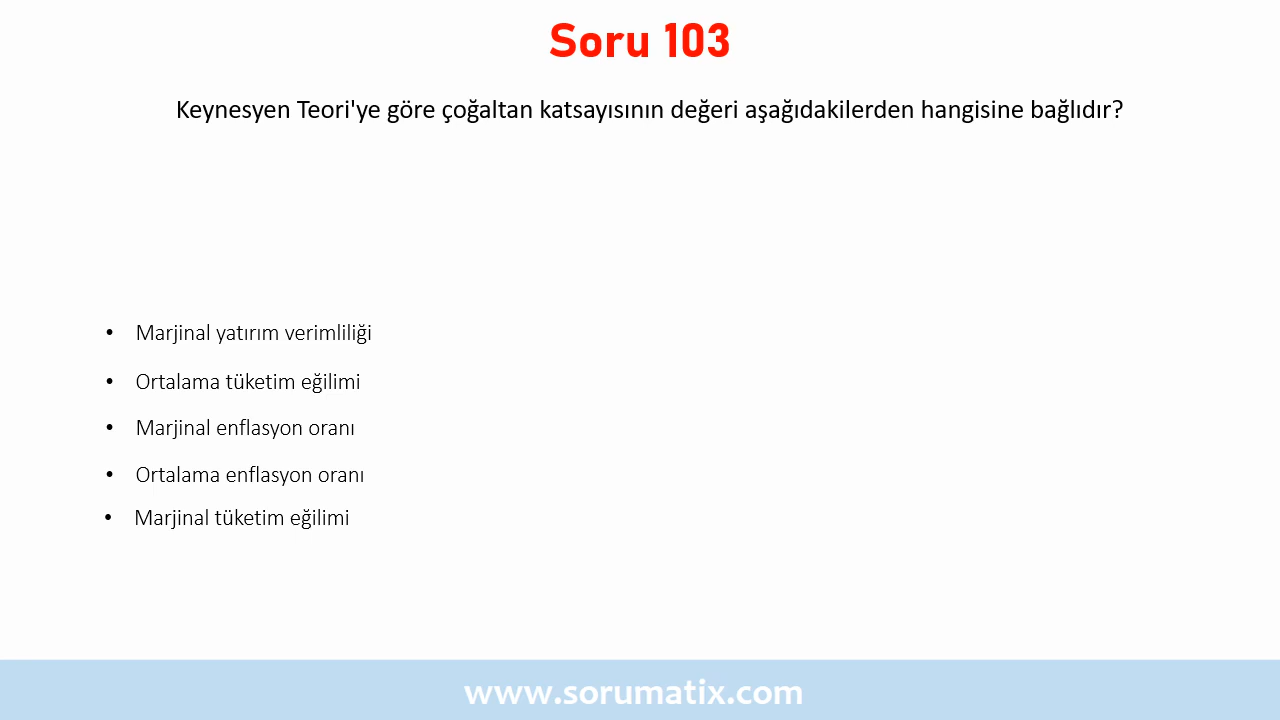 Soru 103
Keynesyen Teori'ye göre çoğaltan katsayısının değeri aşağıdakilerden hangisine bağlıdır?
• Marjinal yatırım verimliliği
• Ortalama tüketim eğilimi
• Marjinal enflasyon oranı
• Ortalama enflasyon oranı
• Marjinal tüketim eğilimi
www.sorumatix.com